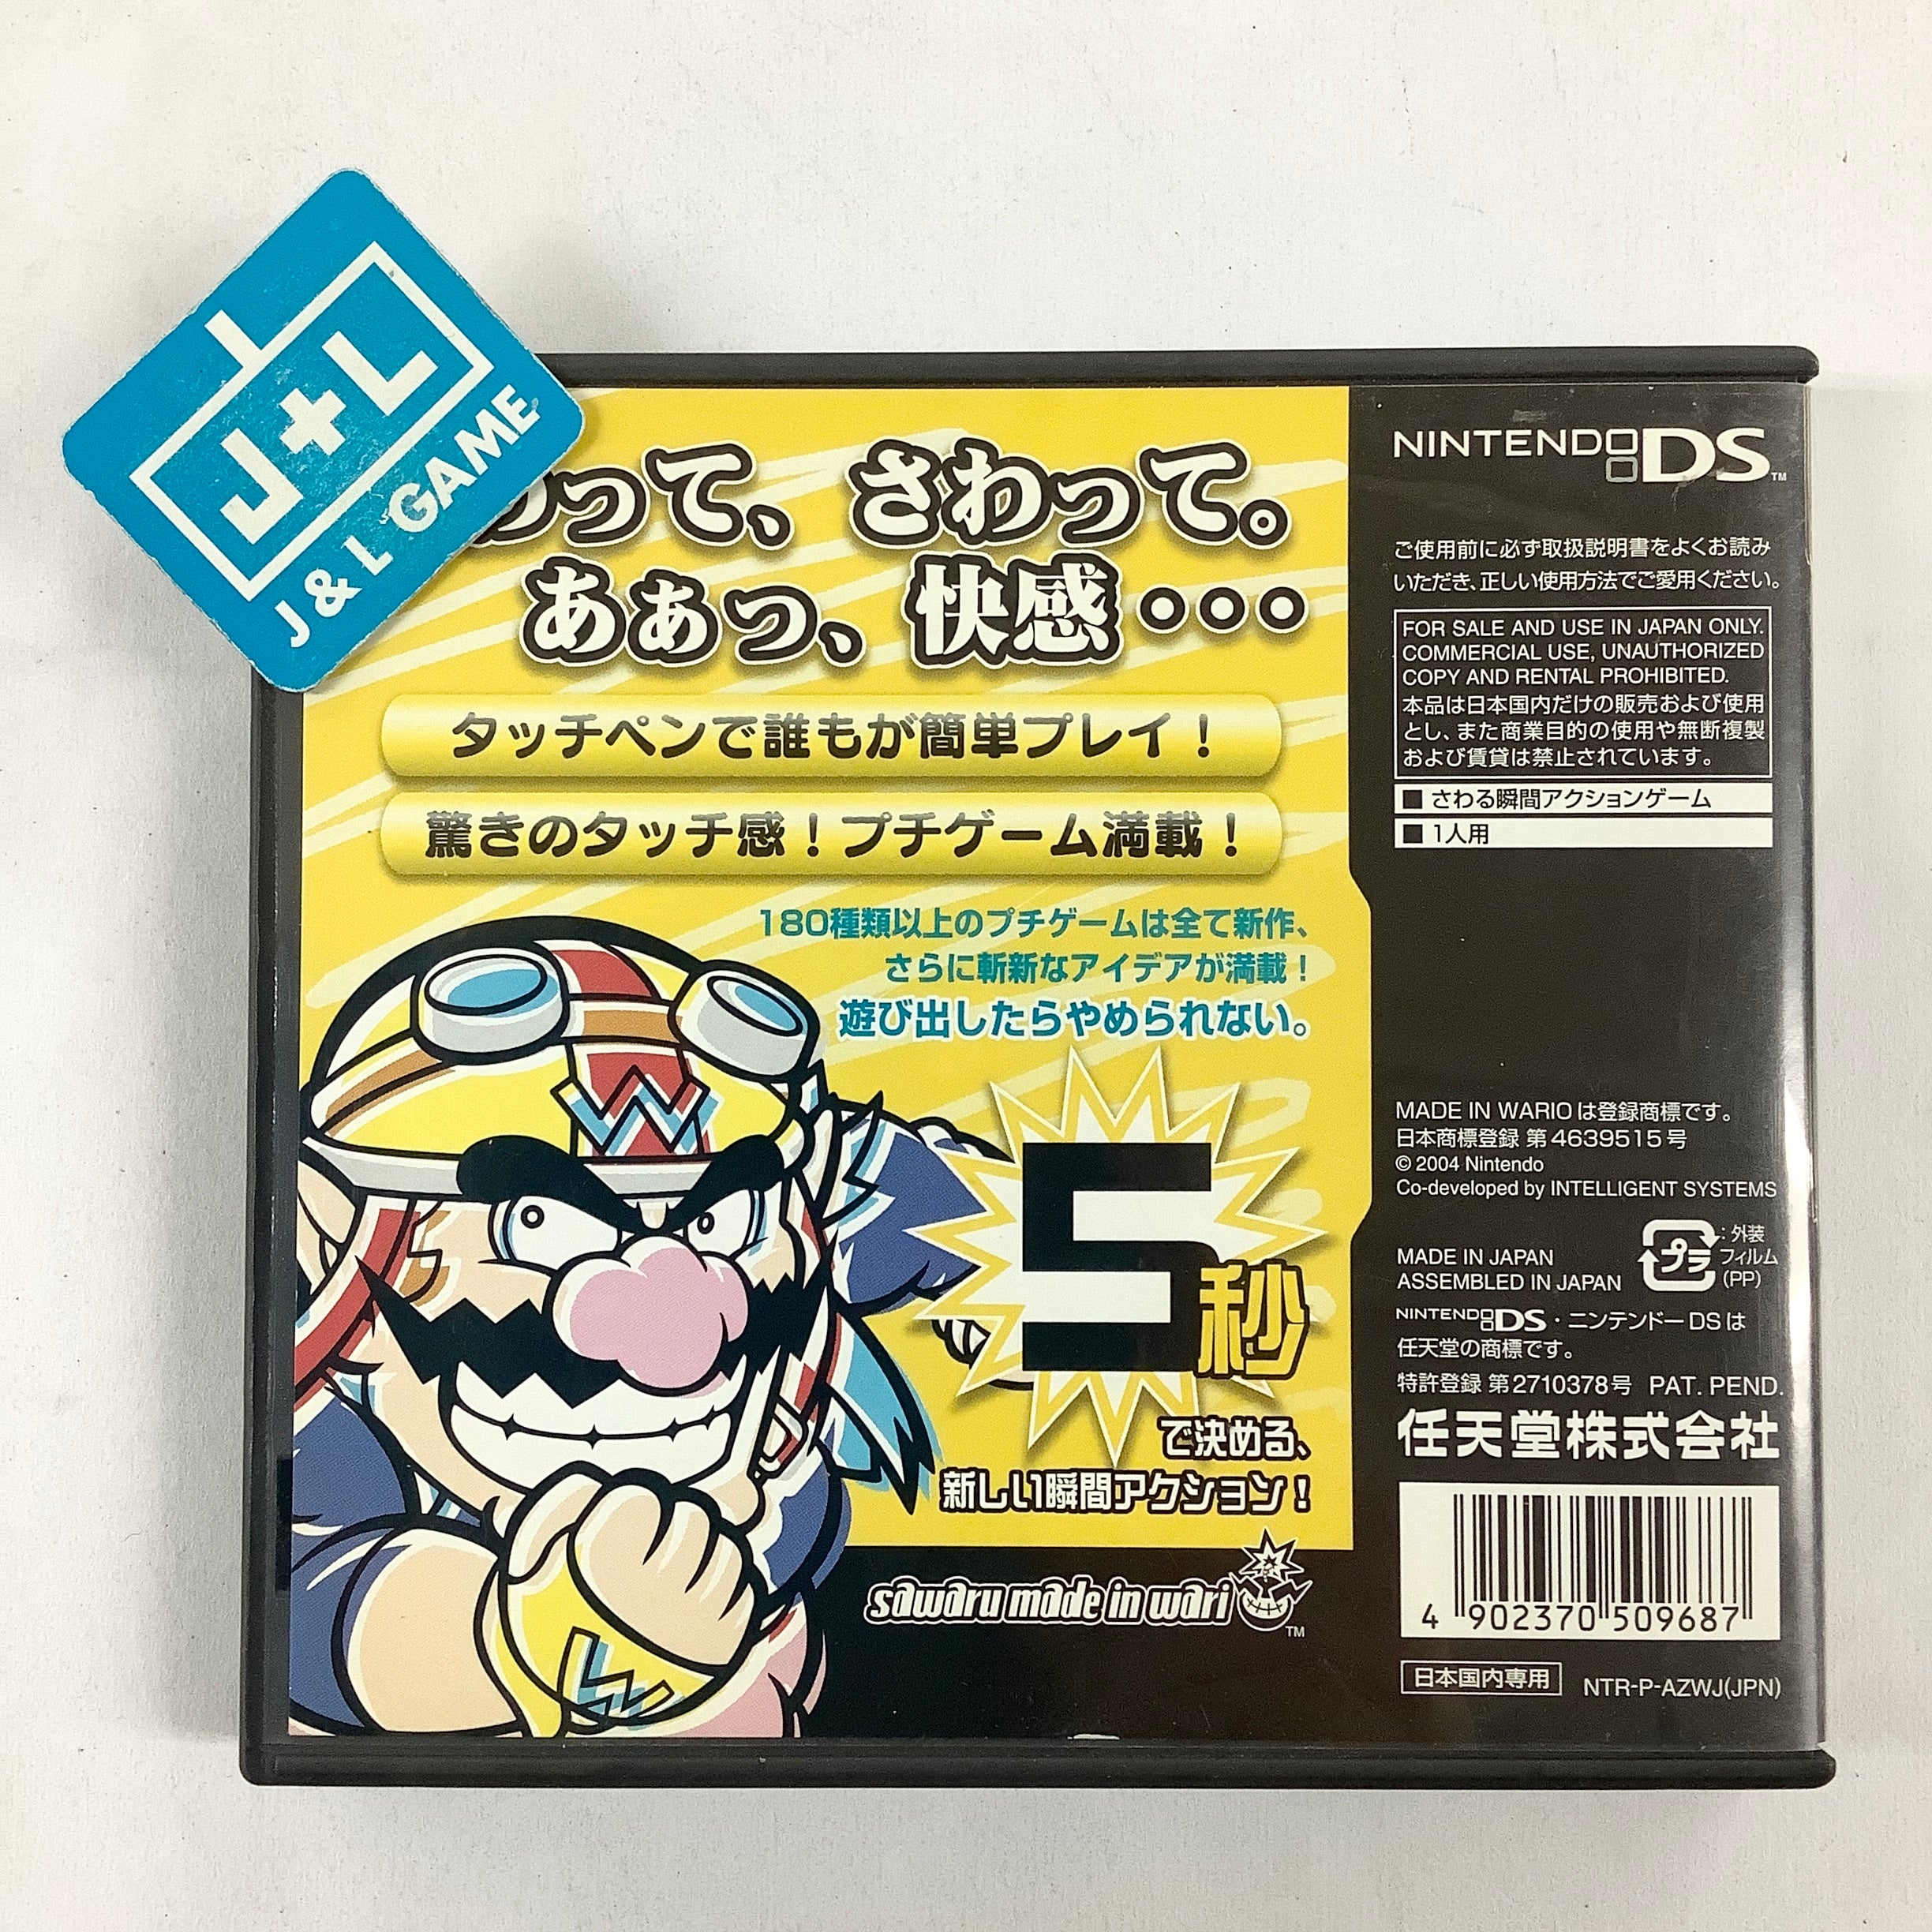 J+L
J & L GAME
って、さわって。
あぁっ、快感・・・
タッチペンで誰もが簡単プレイ！
驚きのタッチ感！プチゲーム満載！
180種類以上のプチゲームは全て新作、
さらに斬新なアイデアが満載！
遊び出したらやめられない。
W
5秒
で決める、
新しい瞬間アクション！
W
sawaru made in wari
TM
NINTENDO DS TM
ご使用前に必ず取扱説明書をよくお読み
いただき、正しい使用方法でご愛用ください。
FOR SALE AND USE IN JAPAN ONLY.
COMMERCIAL USE, UNAUTHORIZED
COPY AND RENTAL PROHIBITED.
本品は日本国内だけの販売および使用
とし、また商業目的の使用や無断複製
および賃貸は禁止されています。
■ さわる瞬間アクションゲーム
■ 1人用
MADE IN WARIOは登録商標です。
日本商標登録 第4639515号
© 2004 Nintendo
Co-developed by INTELLIGENT SYSTEMS
MADE IN JAPAN
ASSEMBLED IN JAPAN
プラ
：外装
フィルム
(PP)
NINTENDO DS・ニンテンドーDSは
任天堂の商標です。
特許登録 第2710378号 PAT. PEND.
任天堂株式会社
4 902370 509687
日本国内専用 NTR-P-AZWJ(JPN)